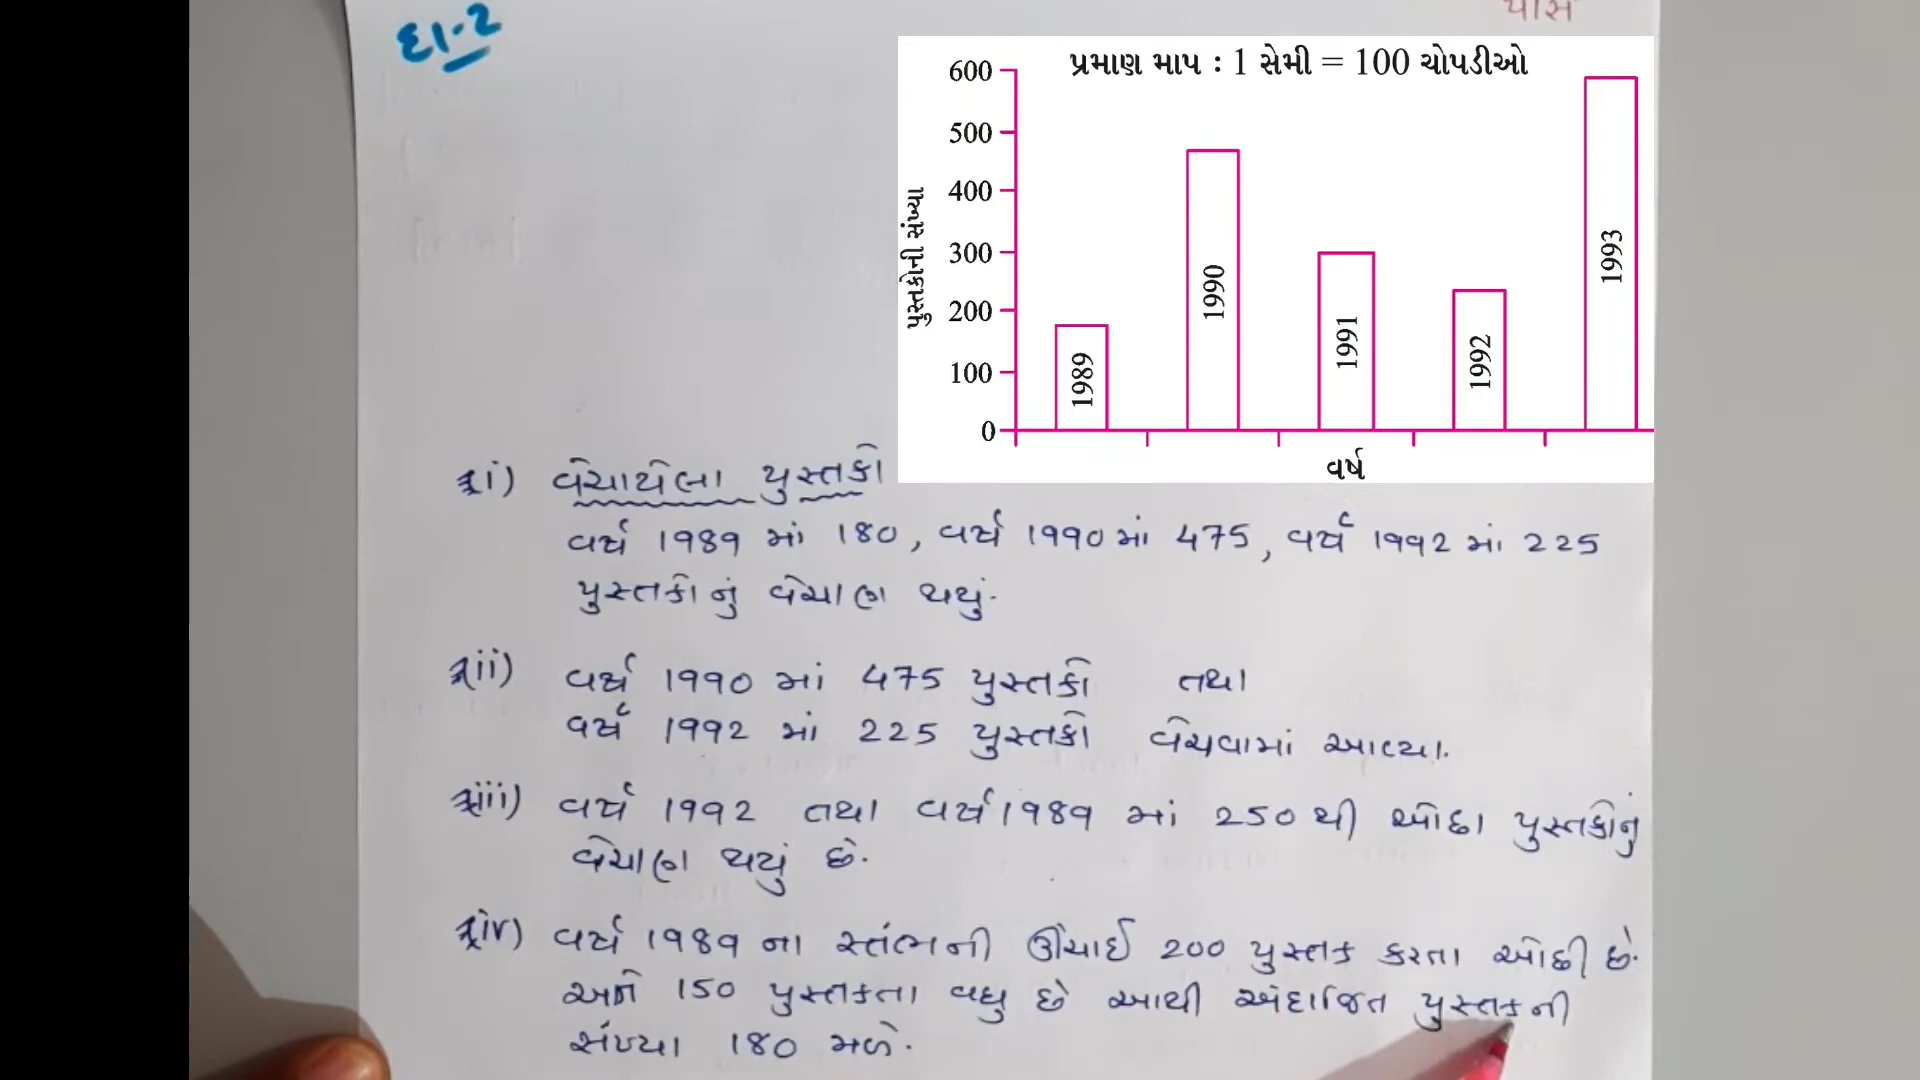 દા-2
પ્રમાણ માપ : 1 સેમી = 100 ચોપડીઓ
600
500
400
300
200
100
0
પુસ્તકોની સંખ્યા
1989
1990
1991
1992
1993
વર્ષ
i) વેચાયેલા પુસ્તકો
વર્ષ 1989 માં 180, વર્ષ 1990 માં 475, વર્ષ 1992 માં 225
પુસ્તકોનું વેચાણ થયું.
ii) વર્ષ 1990 માં 475 પુસ્તકો તથા
વર્ષ 1992 માં 225 પુસ્તકો વેચવામાં આવ્યા.
iii) વર્ષ 1992 તથા વર્ષ 1989 માં 250 થી ઓછા પુસ્તકોનું
વેચાણ થયું છે.
iv) વર્ષ 1989 ના સ્તંભની ઊંચાઈ 200 પુસ્તક કરતા ઓછી છે.
અને 150 પુસ્તકતા વધુ છે આથી અંદાજિત પુસ્તકની
સંખ્યા 180 મળે.